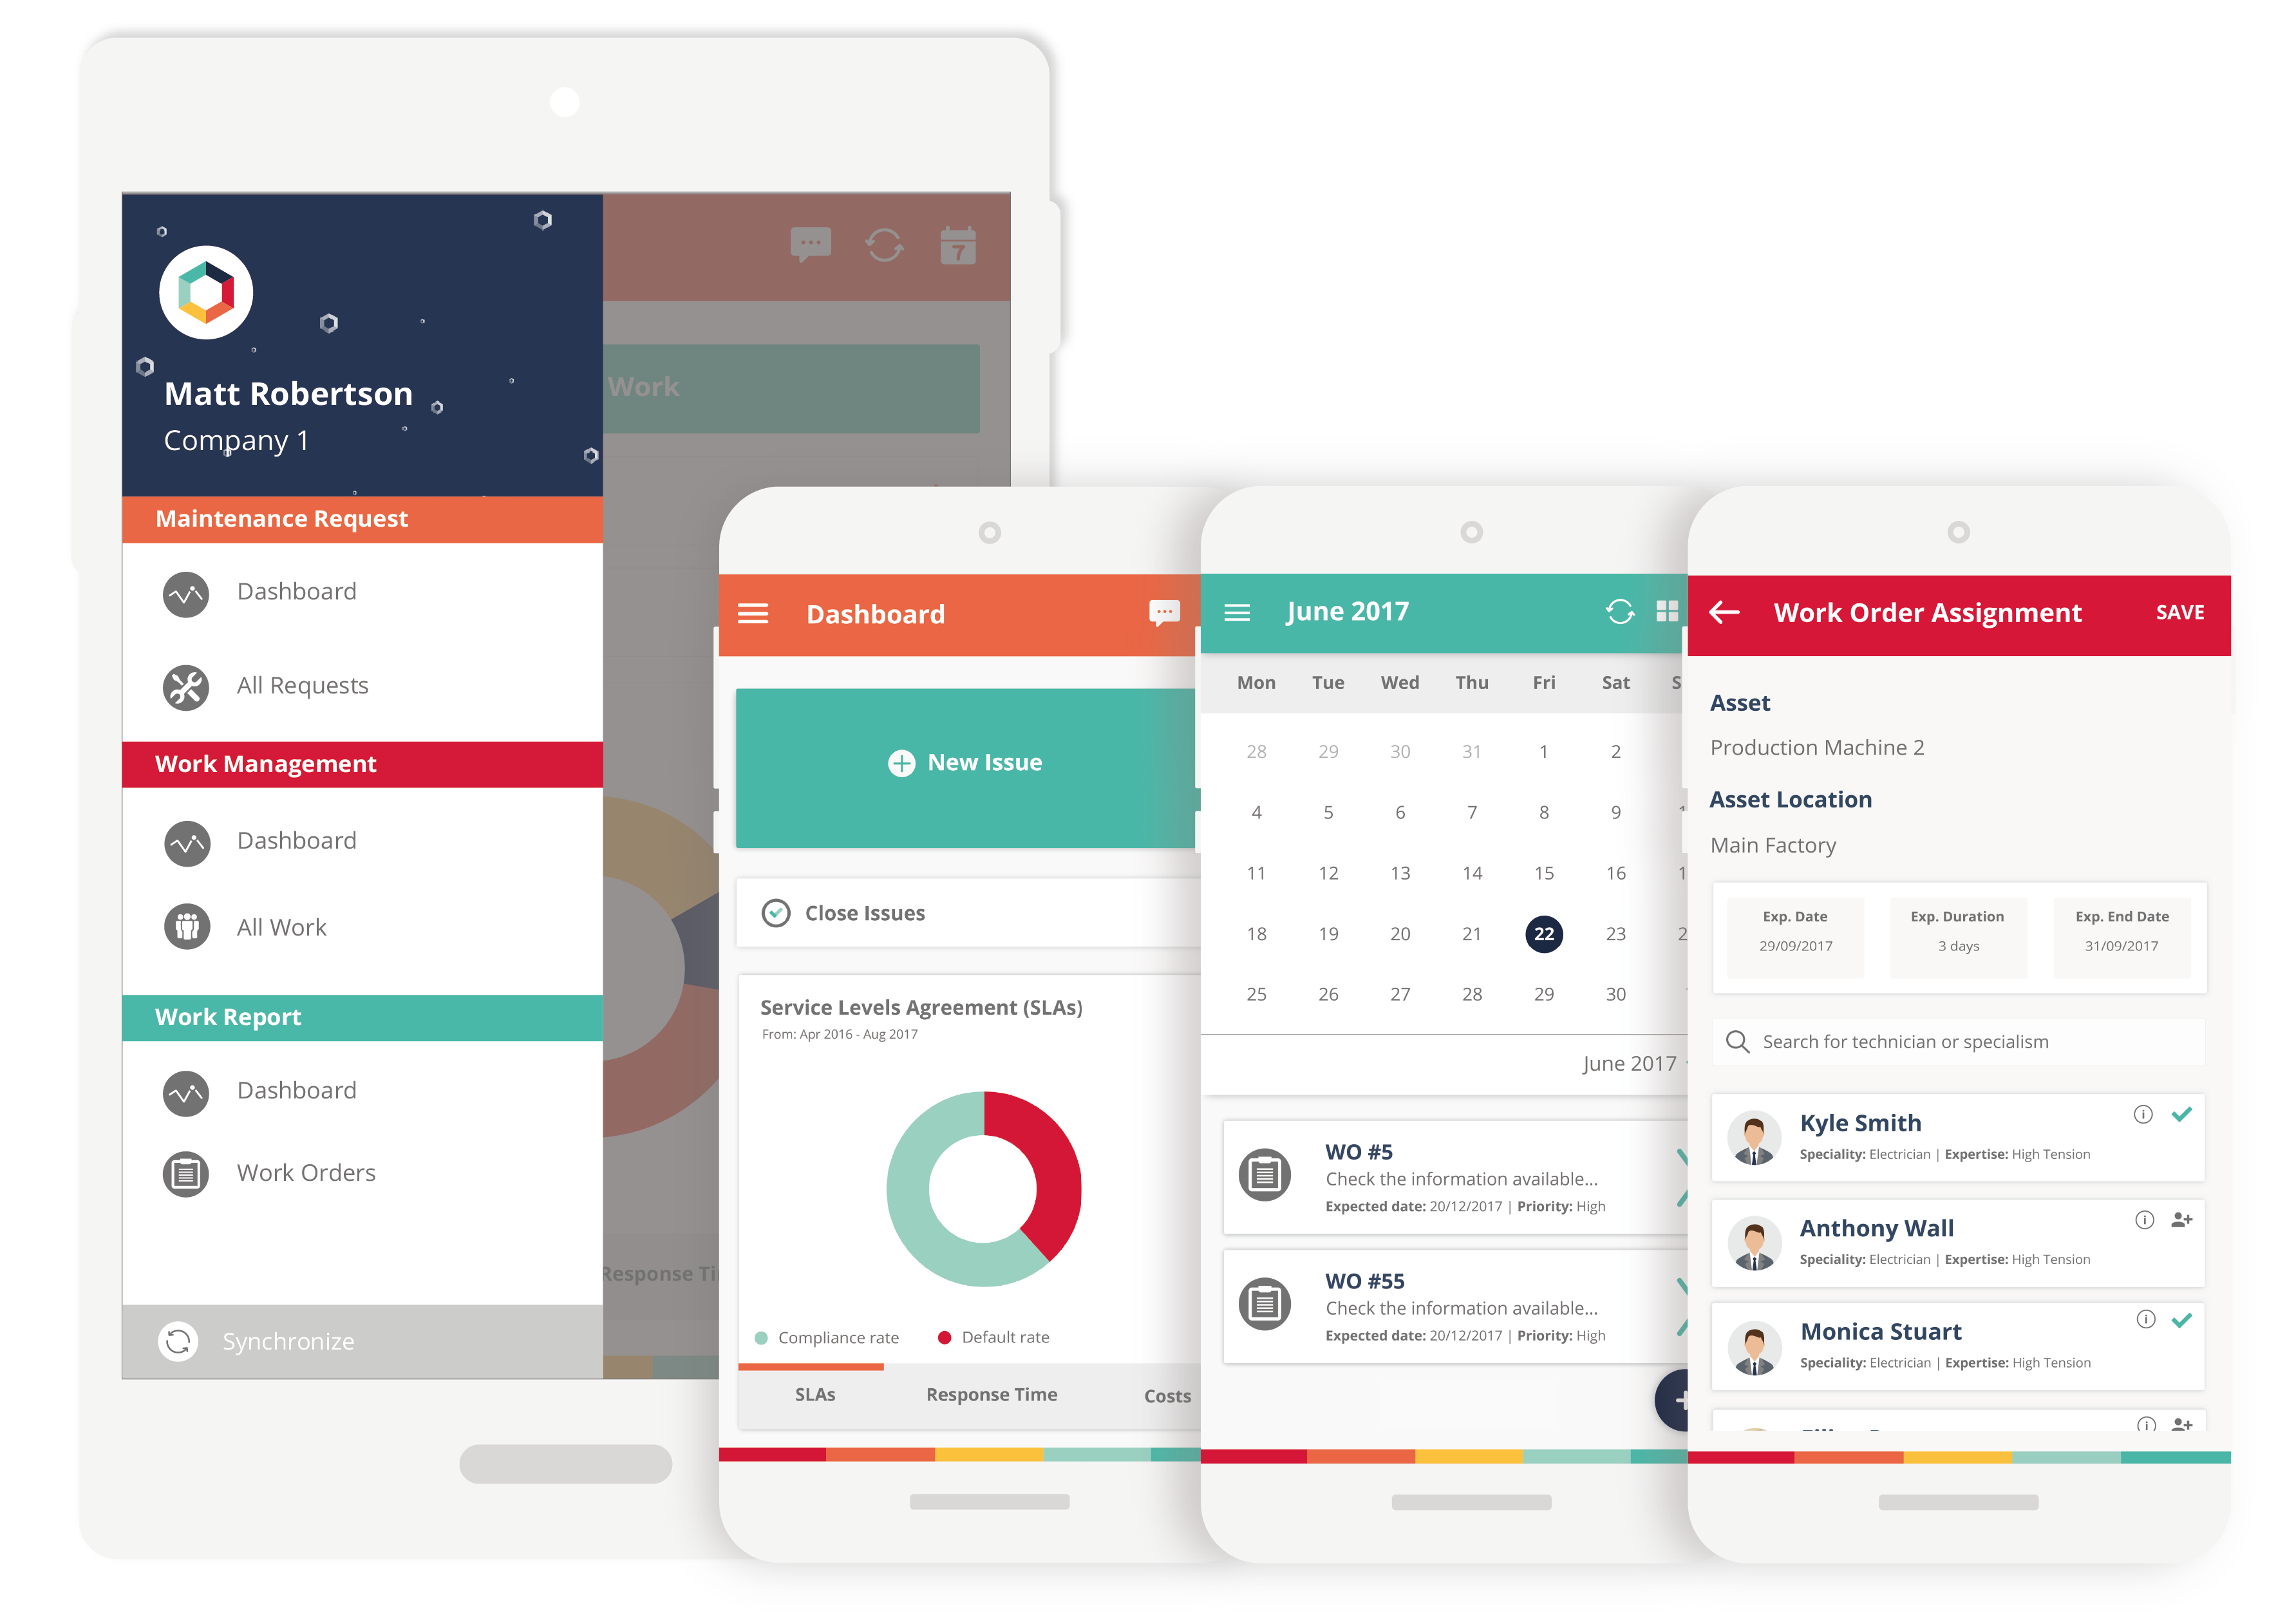 7
Matt Robertson
Company 1
Work
Maintenance Request
Dashboard
All Requests
Work Management
Dashboard
All Work
Work Report
Dashboard
Work Orders
Response
Synchronize
Dashboard
New Issue
Close Issues
Service Levels Agreement (SLAs)
From: Apr 2016 - Aug 2017
Compliance rate
Default rate
SLAs Response Time Costs
June 2017
Mon Tue Wed Thu Fri Sat
28 29 30 31 1 2
4 5 6 7 8 9
11 12 13 14 15 16
18 19 20 21 22 23
25 26 27 28 29 30
June 2017
WO #5
Check the information available...
Expected date: 20/12/2017 | Priority: High
WO #55
Check the information available...
Expected date: 20/12/2017 | Priority: High
Work Order Assignment SAVE
Asset
Production Machine 2
Asset Location
Main Factory
Exp. Date Exp. Duration Exp. End Date
29/09/2017 3 days 31/09/2017
Search for technician or specialism
Kyle Smith
Speciality: Electrician | Expertise: High Tension
Anthony Wall
Speciality: Electrician | Expertise: High Tension
Monica Stuart
Speciality: Electrician | Expertise: High Tension